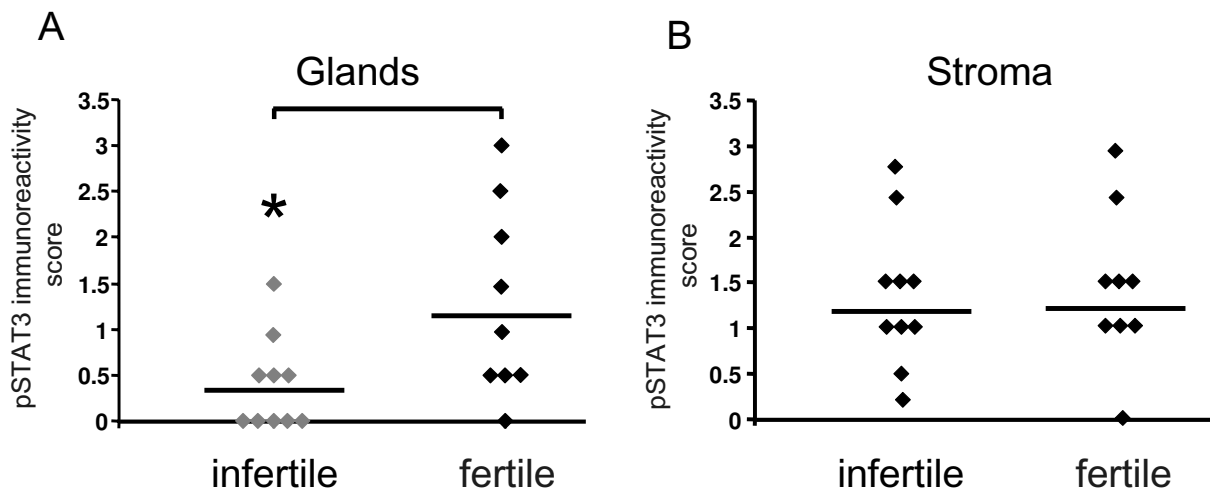 A
Glands
pSTAT3 immunoreactivity
score
3.5
3
2.5
2
1.5
1
0.5
0
*
infertile
fertile
B
Stroma
pSTAT3 immunoreactivity
score
3.5
3
2.5
2
1.5
1
0.5
0
infertile
fertile